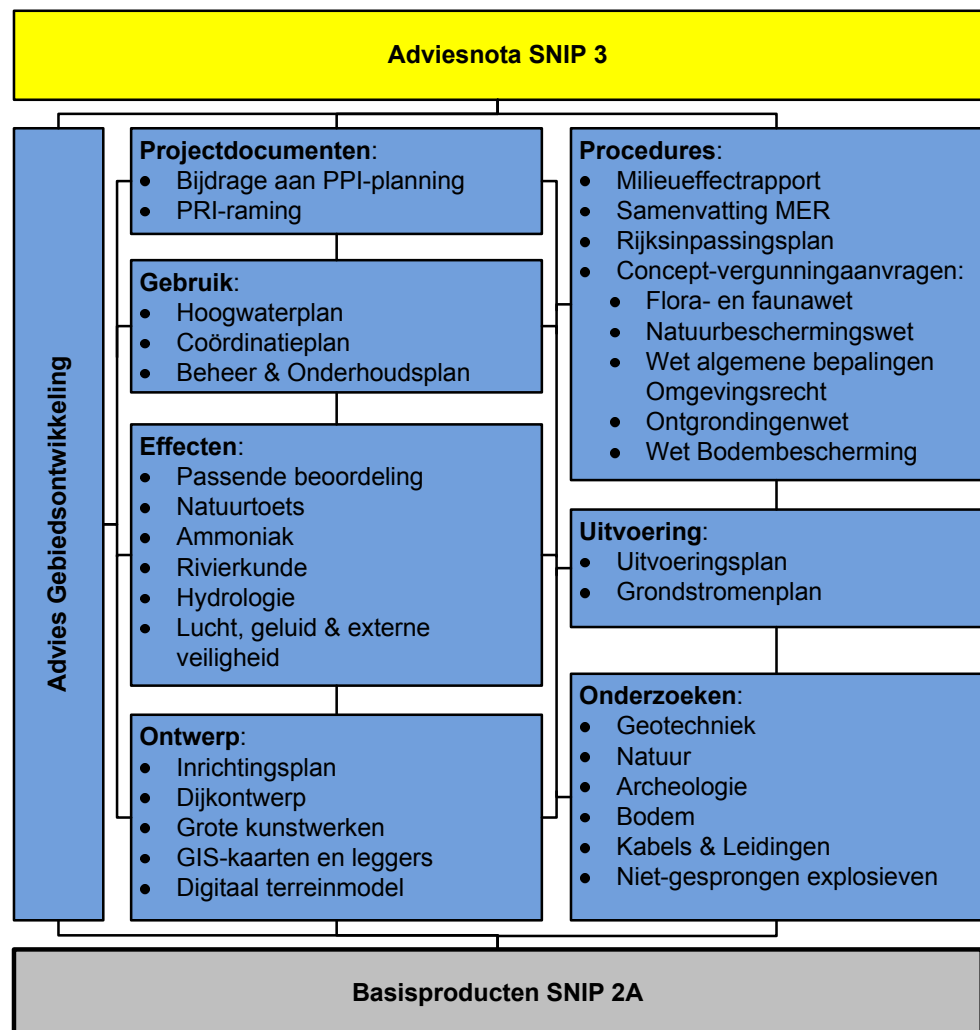 Adviesnota SNIP 3
Advies Gebiedsontwikkeling
Projectdocumenten:
• Bijdrage aan PPI-planning
• PRI-raming
Gebruik:
• Hoogwaterplan
• Coördinatieplan
• Beheer & Onderhoudsplan
Effecten:
• Passende beoordeling
• Natuurtoets
• Ammoniak
• Rivierkunde
• Hydrologie
• Lucht, geluid & externe
veiligheid
Ontwerp:
• Inrichtingsplan
• Dijkontwerp
• Grote kunstwerken
• GIS-kaarten en leggers
• Digitaal terreinmodel
Procedures:
• Milieueffectrapport
• Samenvatting MER
• Rijksinpassingsplan
• Concept-vergunningaanvragen:
• Flora- en faunawet
• Natuurbeschermingswet
• Wet algemene bepalingen
Omgevingsrecht
• Ontgrondingenwet
• Wet Bodembescherming
Uitvoering:
• Uitvoeringsplan
• Grondstromenplan
Onderzoeken:
• Geotechniek
• Natuur
• Archeologie
• Bodem
• Kabels & Leidingen
• Niet-gesprongen explosieven
Basisproducten SNIP 2A